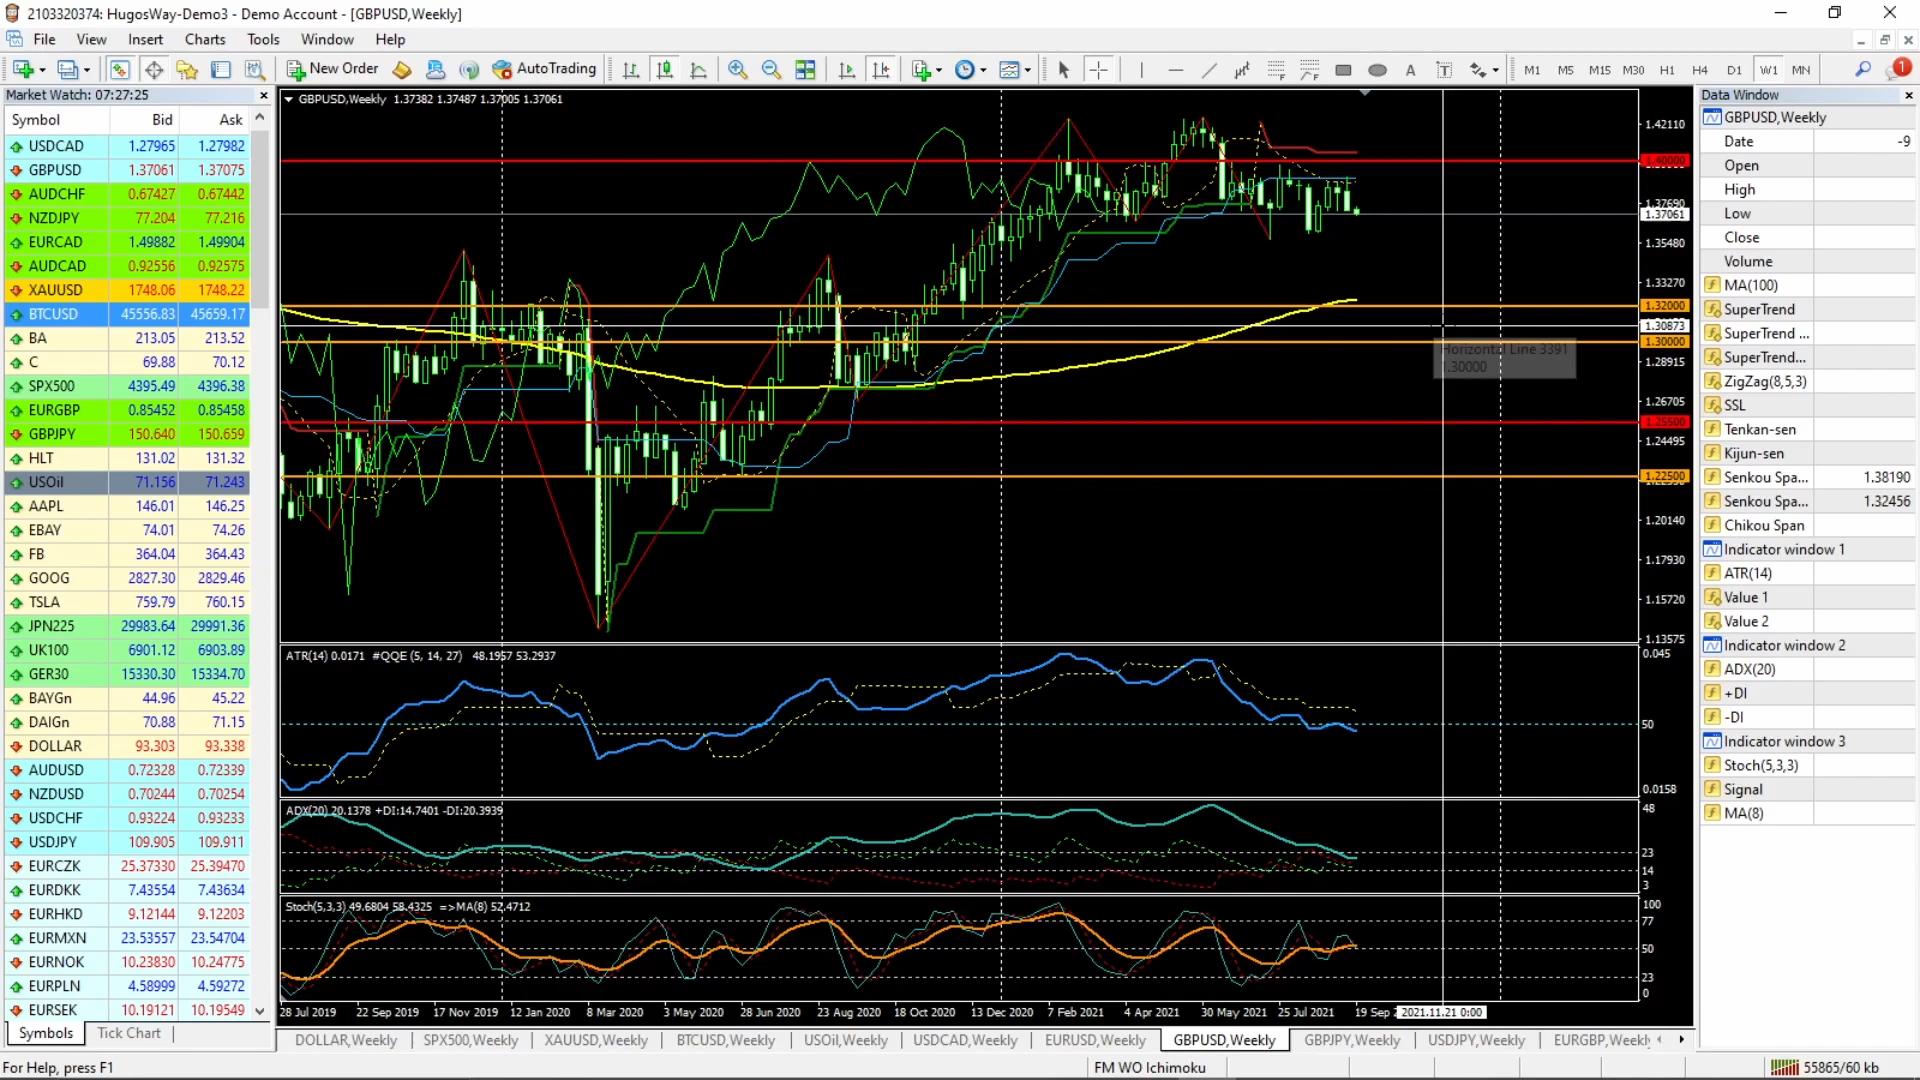 2103320374: HugosWay-Demo3 - Demo Account - [GBPUSD,Weekly]
File View Insert Charts Tools Window Help
New Order AutoTrading A T M1 M5 M15 M30 H1 H4 D1 W1 MN 1
Market Watch: 07:27:25
Symbol Bid Ask
USDCAD 1.27965 1.27982
GBPUSD 1.37061 1.37075
AUDCHF 0.67427 0.67442
NZDJPY 77.204 77.216
EURCAD 1.49882 1.49904
AUDCAD 0.92556 0.92575
XAUUSD 1748.06 1748.22
BTCUSD 45556.83 45659.17
BA 213.05 213.52
C 69.88 70.12
SPX500 4395.49 4396.38
EURGBP 0.85452 0.85458
GBPJPY 150.640 150.659
HLT 131.02 131.32
USOil 71.156 71.243
AAPL 146.01 146.25
EBAY 74.01 74.26
FB 364.04 364.43
GOOG 2827.30 2829.46
TSLA 759.79 760.15
JPN225 29983.64 29991.36
UK100 6901.12 6903.89
GER30 15330.30 15334.70
BAYGn 44.96 45.22
DAIGn 70.88 71.15
DOLLAR 93.303 93.338
AUDUSD 0.72328 0.72339
NZDUSD 0.70244 0.70254
USDCHF 0.93224 0.93233
USDJPY 109.905 109.911
EURCZK 25.37330 25.39470
EURDKK 7.43554 7.43634
EURHKD 9.12144 9.12203
EURMXN 23.53557 23.54704
EURNOK 10.23830 10.24775
EURPLN 4.58999 4.59272
EURSEK 10.19121 10.19549
Symbols Tick Chart
GBPUSD,Weekly 1.37382 1.37487 1.37005 1.37061
1.42110
1.40000
1.37690
1.37061
1.35480
1.33270
1.32000
1.30873
1.30000
1.28915
1.26705
1.25500
1.24495
1.22500
1.20140
1.17930
1.15720
1.13575
Horizontal Line 3391
1.30000
ATR(14) 0.0171 #QQE (5, 14, 27) 48.1957 53.2937
0.045
50
0.0158
ADX(20) 20.1378 +DI:14.7401 -DI:20.3939
48
23
14
3
Stoch(5,3,3) 49.6804 58.4325 =>MA(8) 52.4712
100
77
50
23
0
28 Jul 2019 22 Sep 2019 17 Nov 2019 12 Jan 2020 8 Mar 2020 3 May 2020 28 Jun 2020 23 Aug 2020 18 Oct 2020 13 Dec 2020 7 Feb 2021 4 Apr 2021 30 May 2021 25 Jul 2021 19 Sep 2021.11.21 0:00
DOLLAR,Weekly SPX500,Weekly XAUUSD,Weekly BTCUSD,Weekly USOil,Weekly USDCAD,Weekly EURUSD,Weekly GBPUSD,Weekly GBPJPY,Weekly USDJPY,Weekly EURGBP,Weekly
Data Window
GBPUSD,Weekly
Date -9
Open
High
Low
Close
Volume
MA(100)
SuperTrend
SuperTrend ...
SuperTrend...
ZigZag(8,5,3)
SSL
Tenkan-sen
Kijun-sen
Senkou Spa... 1.38190
Senkou Spa... 1.32456
Chikou Span
Indicator window 1
ATR(14)
Value 1
Value 2
Indicator window 2
ADX(20)
+DI
-DI
Indicator window 3
Stoch(5,3,3)
Signal
MA(8)
For Help, press F1 FM WO Ichimoku 55865/60 kb